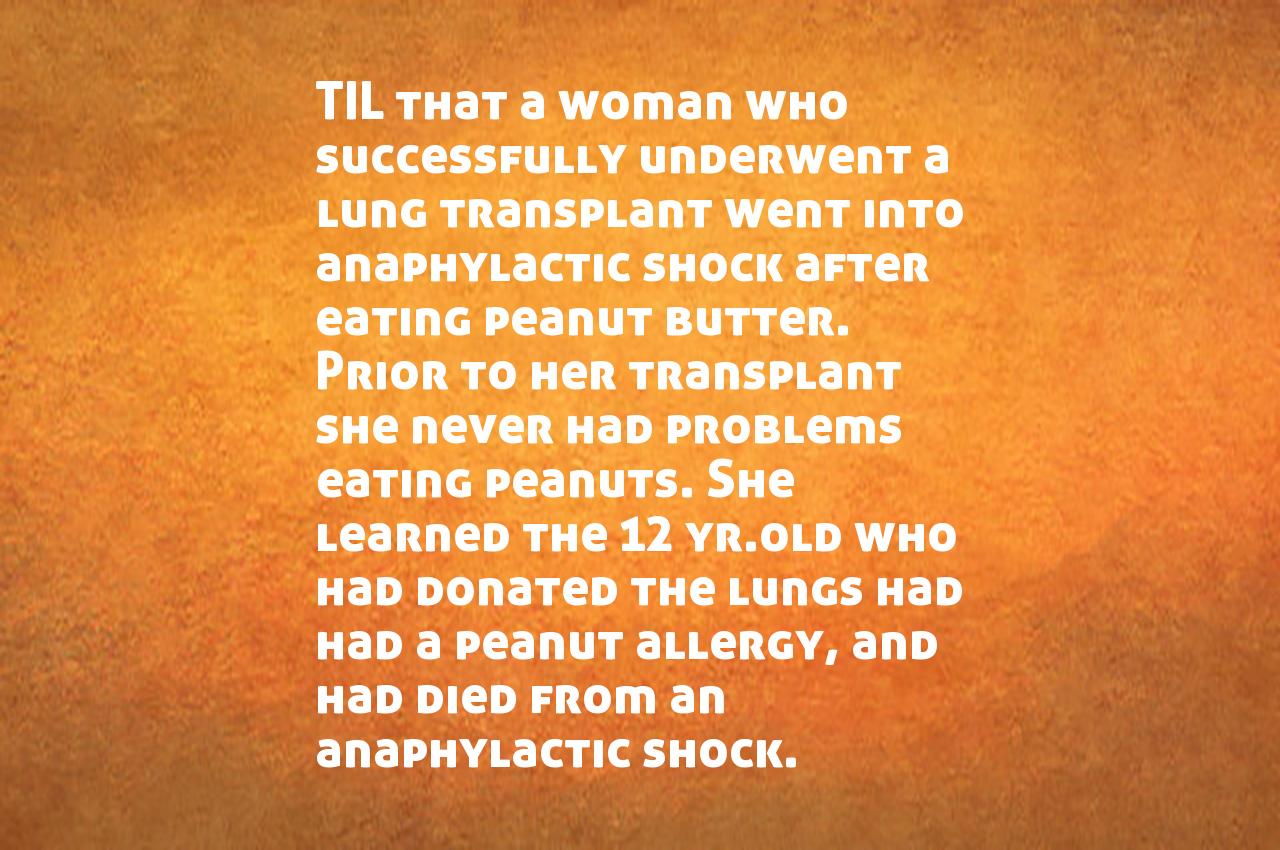 TIL that a woman who
successfully underwent a
lung transplant went into
anaphylactic shock after
eating peanut butter.
Prior to her transplant
she never had problems
eating peanuts. She
learned the 12 yr.old who
had donated the lungs had
had a peanut allergy, and
had died from an
anaphylactic shock.